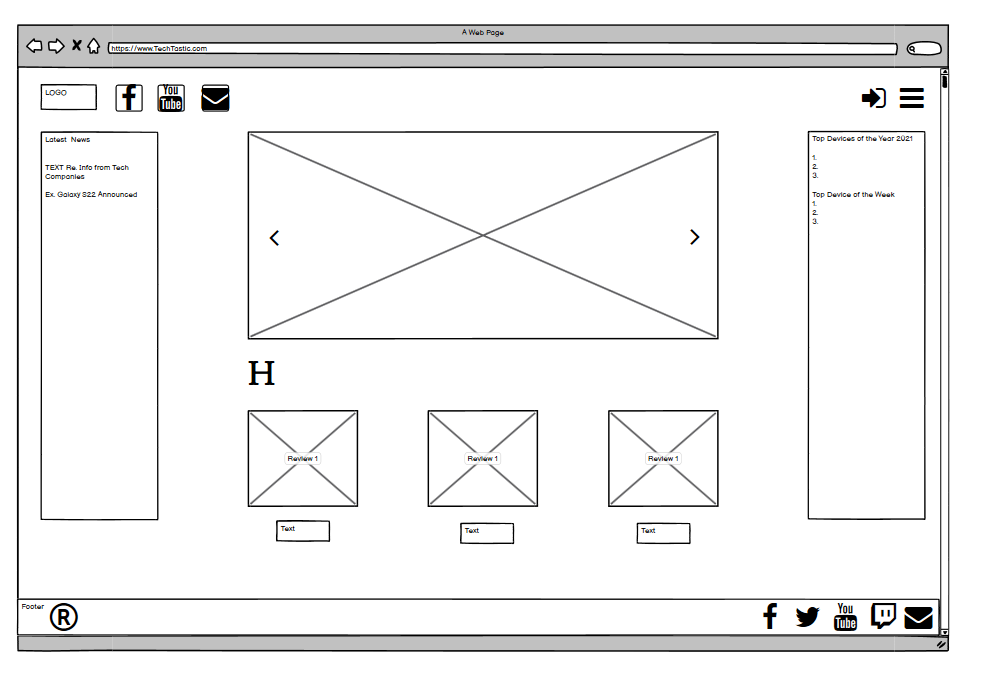 A Web Page
https://www.TechTastic.com
LOGO
f
You
Tube
Latest News
TEXT Re. Info from Tech
Companies
Ex. Galaxy S22 Announced
Top Devices of the Year 2021
1.
2.
3.
Top Device of the Week
1.
2.
3.
H
Review 1
Review 1
Review 1
Text
Text
Text
Footer
®
f
You
Tube